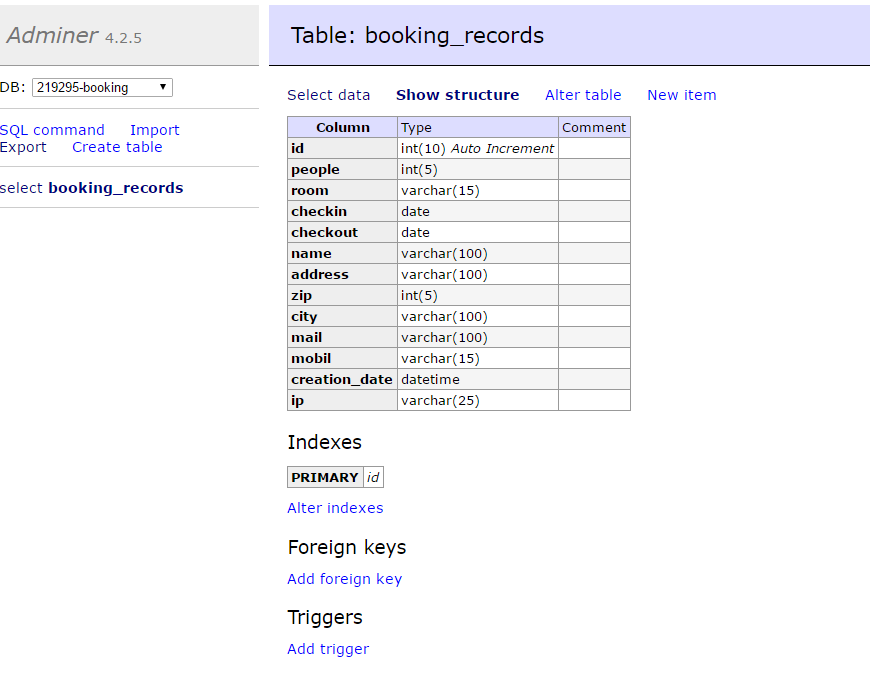 Adminer 4.2.5
DB: 219295-booking
SQL command Import
Export Create table
select booking_records
Table: booking_records
Select data Show structure Alter table New item
Column Type Comment
id int(10) Auto Increment
people int(5)
room varchar(15)
checkin date
checkout date
name varchar(100)
address varchar(100)
zip int(5)
city varchar(100)
mail varchar(100)
mobil varchar(15)
creation_date datetime
ip varchar(25)
Indexes
PRIMARY id
Alter indexes
Foreign keys
Add foreign key
Triggers
Add trigger